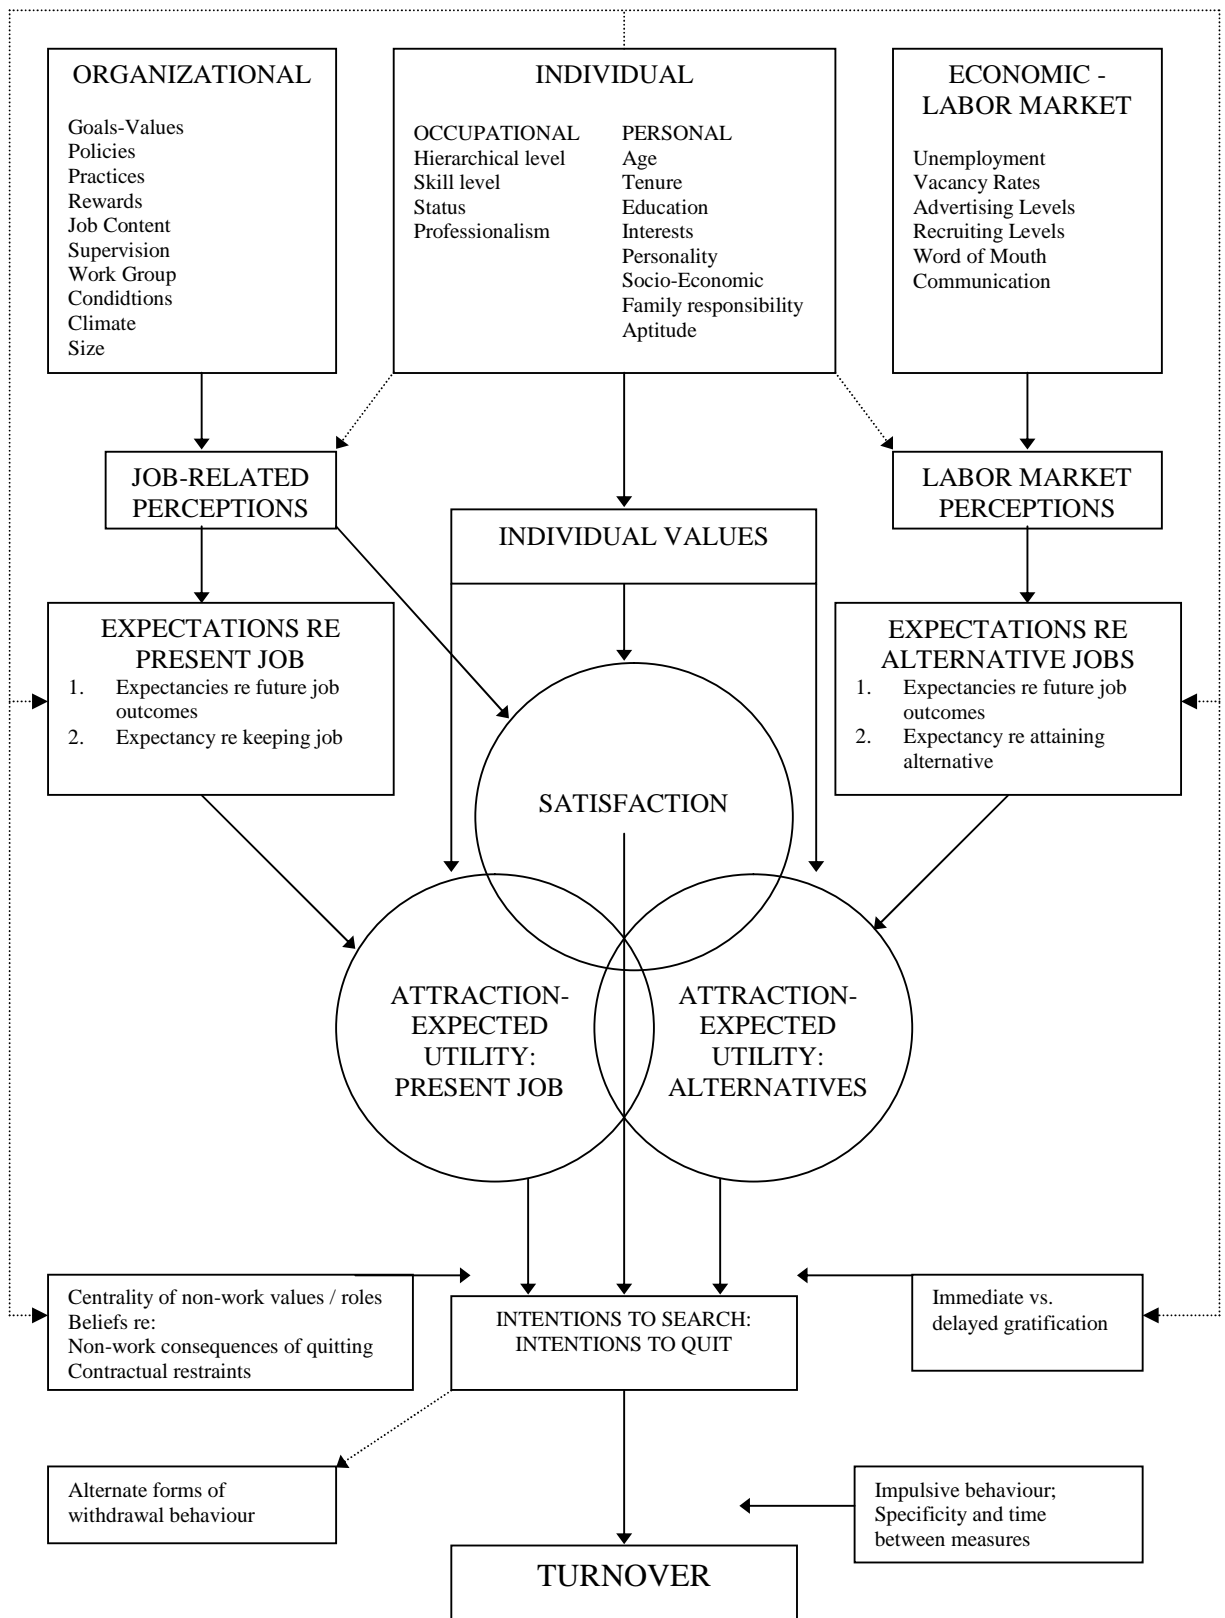 ORGANIZATIONAL
Goals-Values
Policies
Practices
Rewards
Job Content
Supervision
Work Group
Condidtions
Climate
Size
INDIVIDUAL
OCCUPATIONAL
Hierarchical level
Skill level
Status
Professionalism
PERSONAL
Age
Tenure
Education
Interests
Personality
Socio-Economic
Family responsibility
Aptitude
ECONOMIC -
LABOR MARKET
Unemployment
Vacancy Rates
Advertising Levels
Recruiting Levels
Word of Mouth
Communication
JOB-RELATED
PERCEPTIONS
INDIVIDUAL VALUES
LABOR MARKET
PERCEPTIONS
EXPECTATIONS RE
PRESENT JOB
1. Expectancies re future job
outcomes
2. Expectancy re keeping job
EXPECTATIONS RE
ALTERNATIVE JOBS
1. Expectancies re future job
outcomes
2. Expectancy re attaining
alternative
SATISFACTION
ATTRACTION-
EXPECTED
UTILITY:
PRESENT JOB
ATTRACTION-
EXPECTED
UTILITY:
ALTERNATIVES
Centrality of non-work values / roles
Beliefs re:
Non-work consequences of quitting
Contractual restraints
INTENTIONS TO SEARCH:
INTENTIONS TO QUIT
Immediate vs.
delayed gratification
Alternate forms of
withdrawal behaviour
Impulsive behaviour;
Specificity and time
between measures
TURNOVER